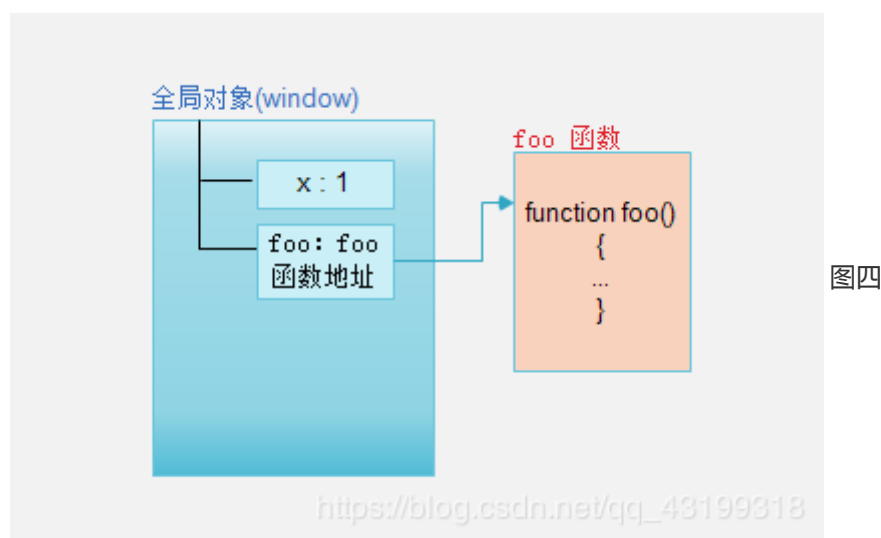 全局对象(window)
foo 函数
x : 1
function foo()
foo: foo
函数地址
{
...
}
图四
https://blog.csdn.net/qq_43199318